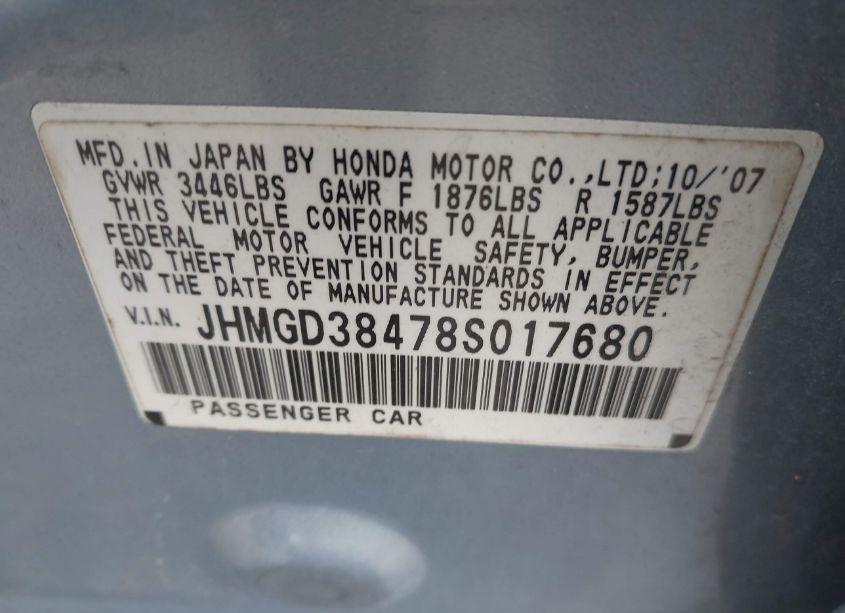 MFD. IN JAPAN BY HONDA MOTOR CO.,LTD;10/'07
GVWR 3446LBS GAWR F 1876LBS R 1587LBS
THIS VEHICLE CONFORMS TO ALL APPLICABLE
FEDERAL MOTOR VEHICLE SAFETY, BUMPER,
AND THEFT PREVENTION STANDARDS IN EFFECT
ON THE DATE OF MANUFACTURE SHOWN ABOVE.
V.I.N. JHMGD38478S017680
PASSENGER CAR